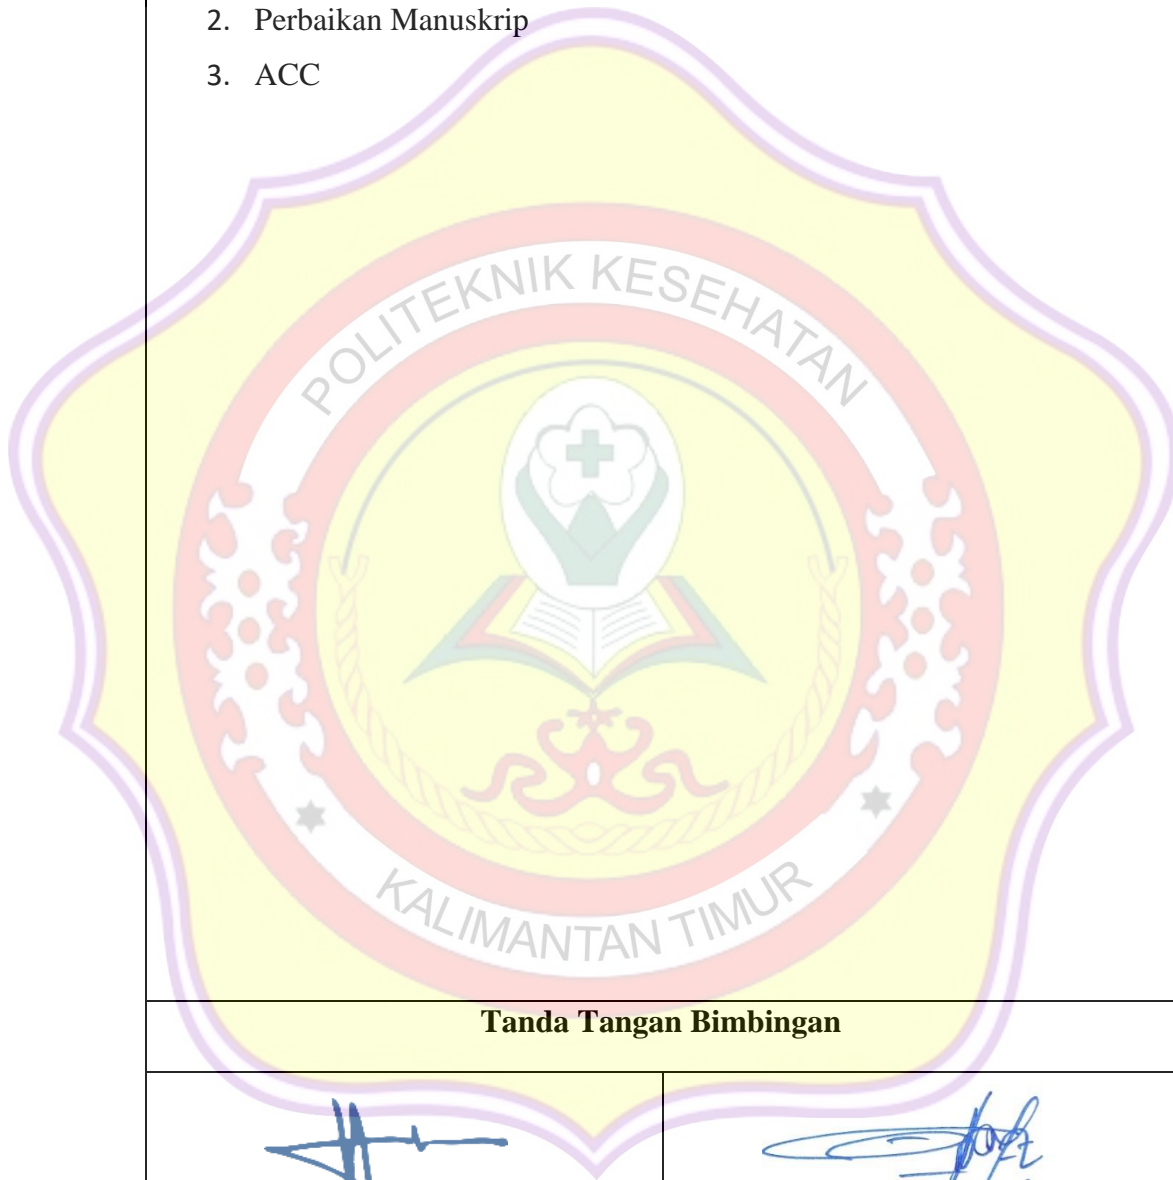 2. Perbaikan Manuskrip
3. ACC
POLITEKNIK KESEHATAN
KALIMANTAN TIMUR
Tanda Tangan Bimbingan